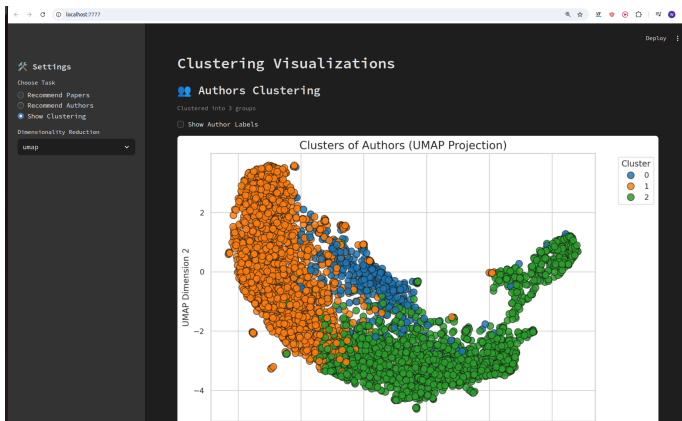 localhost:7777
Deploy
🛠️ Settings
Choose Task
Recommend Papers
Recommend Authors
Show Clustering
Dimensionality Reduction
umap
Clustering Visualizations
👥 Authors Clustering
Clustered into 3 groups
Show Author Labels
Clusters of Authors (UMAP Projection)
Cluster
0
1
2
UMAP Dimension 2
2
0
−2
−4